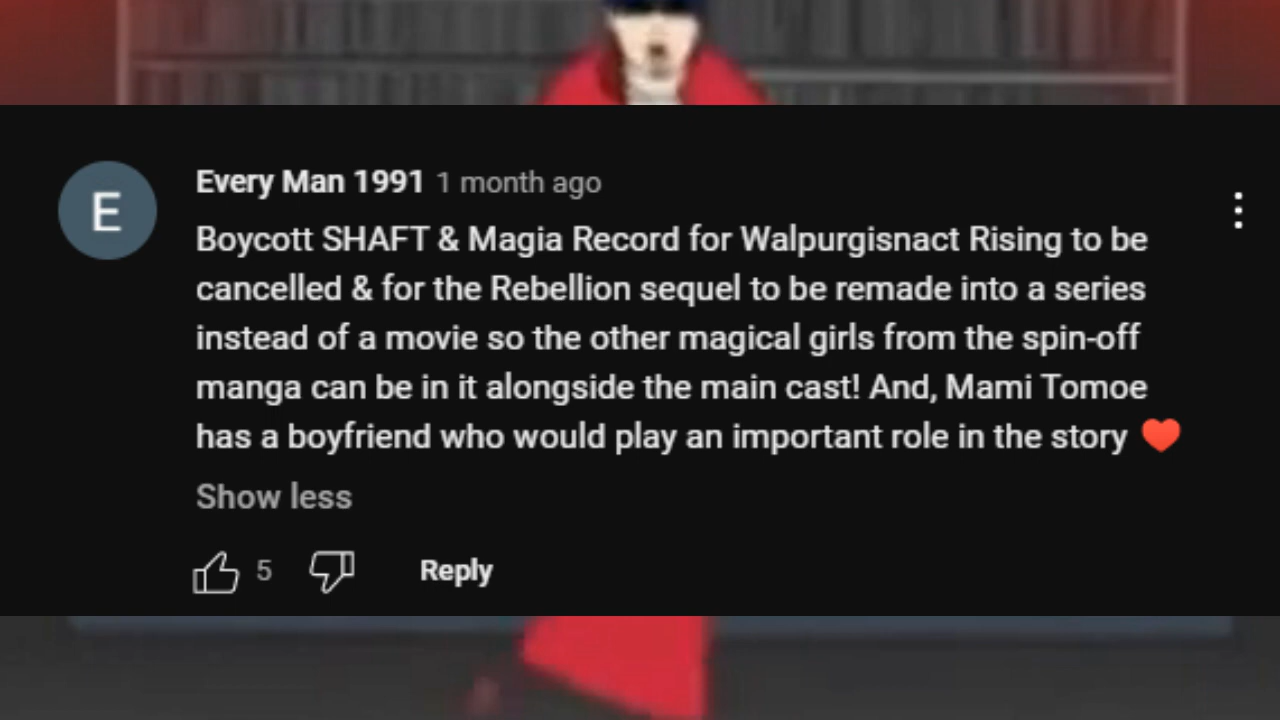 E
Every Man 1991 1 month ago
Boycott SHAFT & Magia Record for Walpurgisnact Rising to be
cancelled & for the Rebellion sequel to be remade into a series
instead of a movie so the other magical girls from the spin-off
manga can be in it alongside the main cast! And, Mami Tomoe
has a boyfriend who would play an important role in the story ❤️
Show less
5 Reply